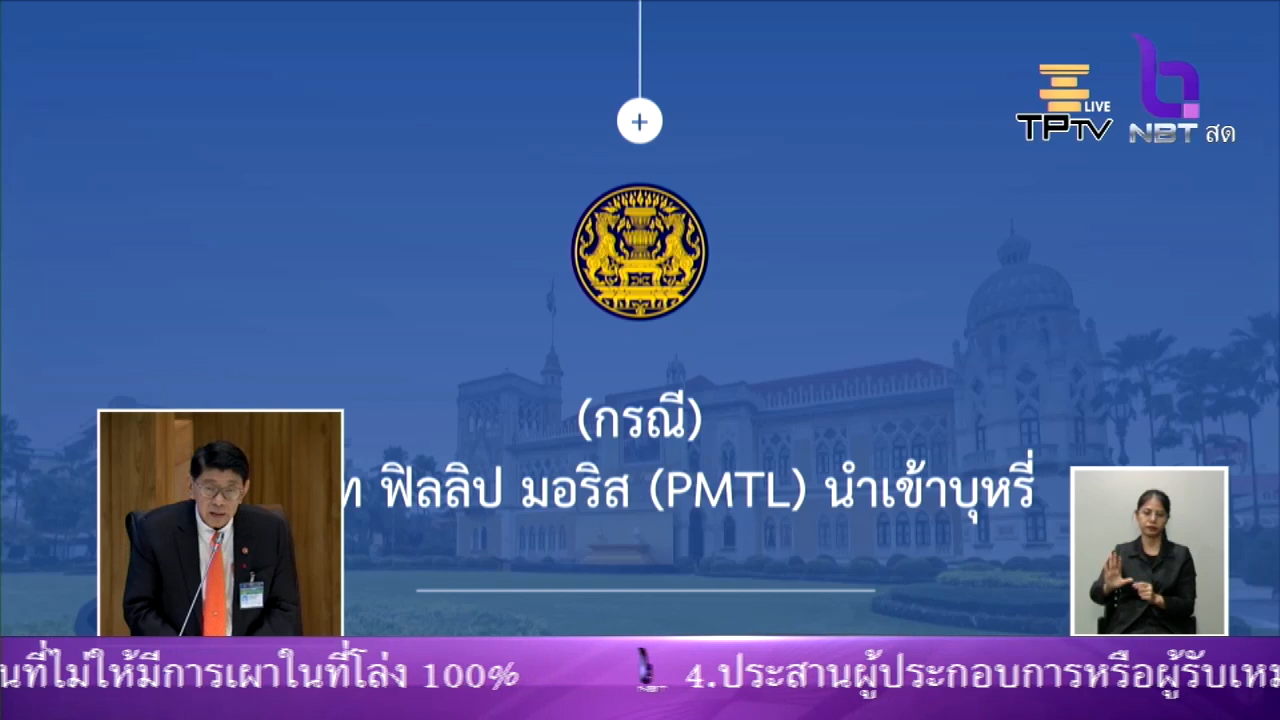 LIVE
TPTV
NBT สด
(กรณี)
ฟิลลิป มอริส (PMTL) นำเข้าบุหรี่
ที่ไม่ให้มีการเผาในที่โล่ง 100%
NBT
4.ประสานผู้ประกอบการหรือผู้รับเหม